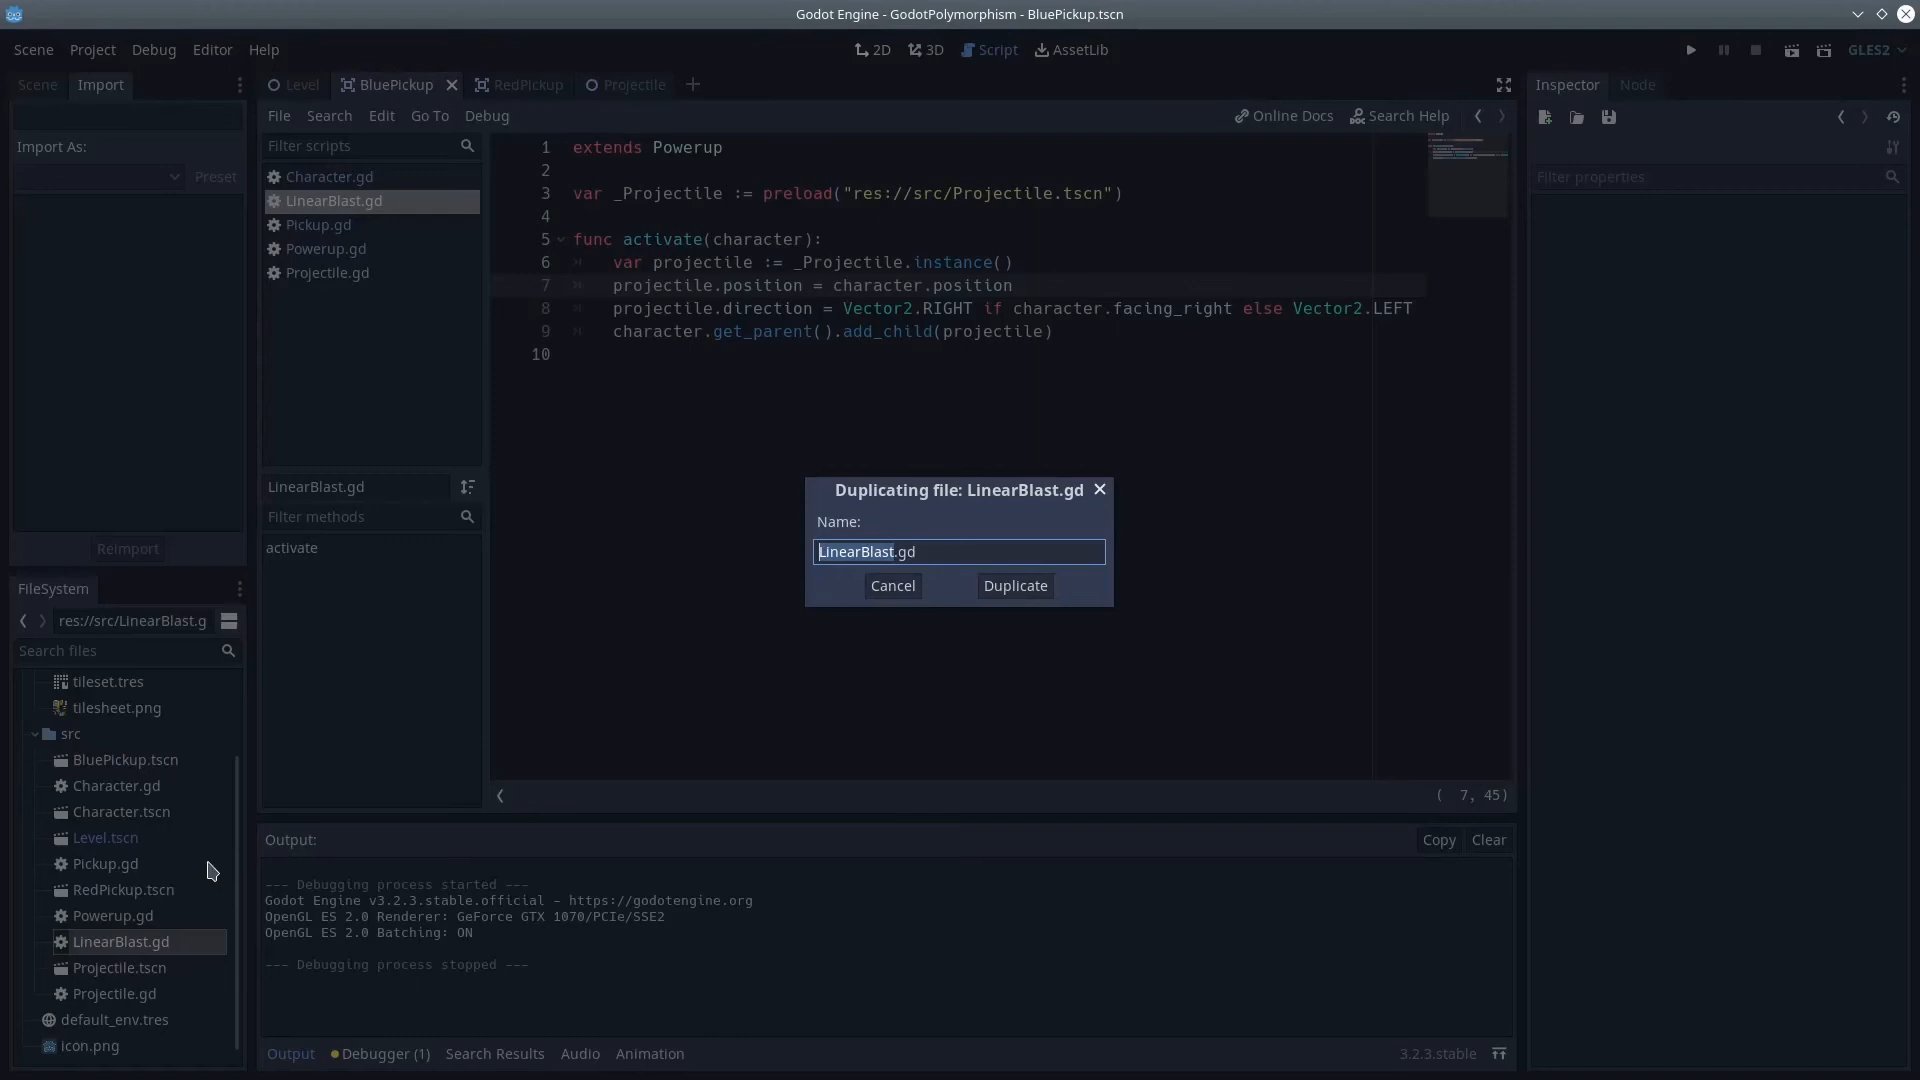 Godot Engine - GodotPolymorphism - BluePickup.tscn
Scene Project Debug Editor Help
2D 3D Script AssetLib
GLES2
Scene Import
Level BluePickup RedPickup Projectile
Inspector Node
File Search Edit Go To Debug
Online Docs Search Help
Import As:
Preset
Reimport
Filter scripts
Character.gd
LinearBlast.gd
Pickup.gd
Powerup.gd
Projectile.gd
LinearBlast.gd
Filter methods
activate
1 extends Powerup
2
3 var _Projectile := preload("res://src/Projectile.tscn")
4
5 func activate(character):
6 var projectile := _Projectile.instance()
7 projectile.position = character.position
8 projectile.direction = Vector2.RIGHT if character.facing_right else Vector2.LEFT
9 character.get_parent().add_child(projectile)
10
( 7, 45)
Filter properties
Duplicating file: LinearBlast.gd
Name:
LinearBlast.gd
Cancel Duplicate
FileSystem
res://src/LinearBlast.g
Search files
tileset.tres
tilesheet.png
src
BluePickup.tscn
Character.gd
Character.tscn
Level.tscn
Pickup.gd
RedPickup.tscn
Powerup.gd
LinearBlast.gd
Projectile.tscn
Projectile.gd
default_env.tres
icon.png
Output:
Copy Clear
--- Debugging process started ---
Godot Engine v3.2.3.stable.official - https://godotengine.org
OpenGL ES 2.0 Renderer: GeForce GTX 1070/PCIe/SSE2
OpenGL ES 2.0 Batching: ON
--- Debugging process stopped ---
Output Debugger (1) Search Results Audio Animation
3.2.3.stable